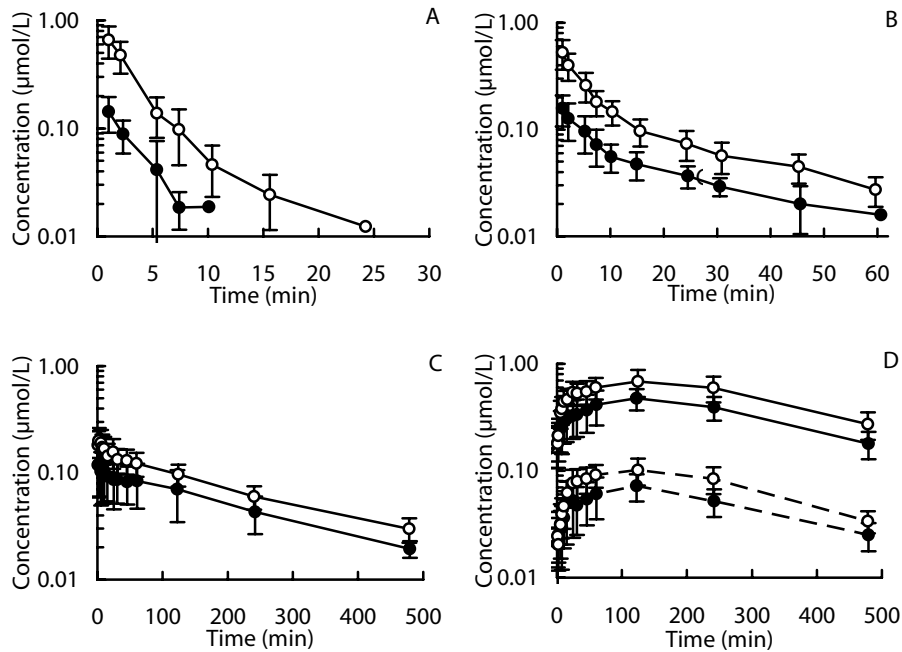 A
Concentration (µmol/L)
1.00
0.10
0.01
0 5 10 15 20 25 30
Time (min)
B
Concentration (µmol/L)
1.00
0.10
0.01
0 10 20 30 40 50 60
Time (min)
C
Concentration (µmol/L)
1.00
0.10
0.01
0 100 200 300 400 500
Time (min)
D
Concentration (µmol/L)
1.00
0.10
0.01
0 100 200 300 400 500
Time (min)